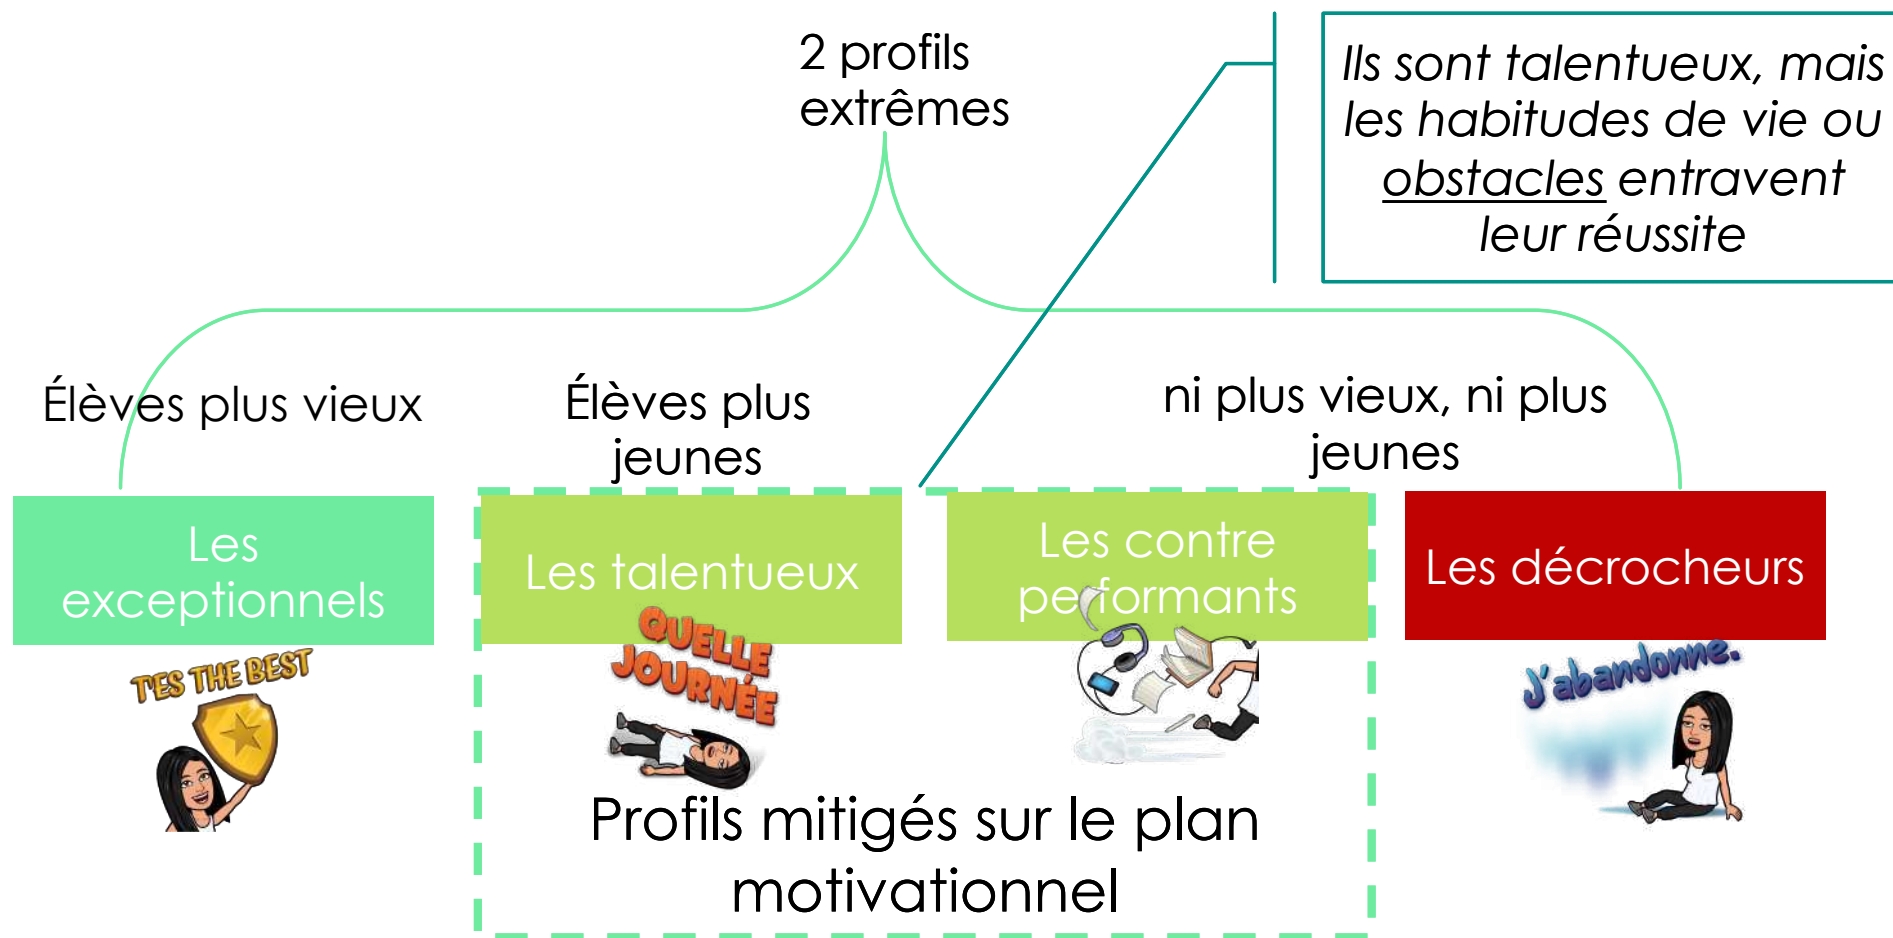 2 profils
extrêmes
Ils sont talentueux, mais
les habitudes de vie ou
obstacles entravent
leur réussite
Élèves plus vieux
Élèves plus
jeunes
ni plus vieux, ni plus
jeunes
Les
exceptionnels
Les talentueux
Les contre
performants
Les décrocheurs
T'ES THE BEST
QUELLE
JOURNÉE
J'abandonne.
Profils mitigés sur le plan
motivationnel